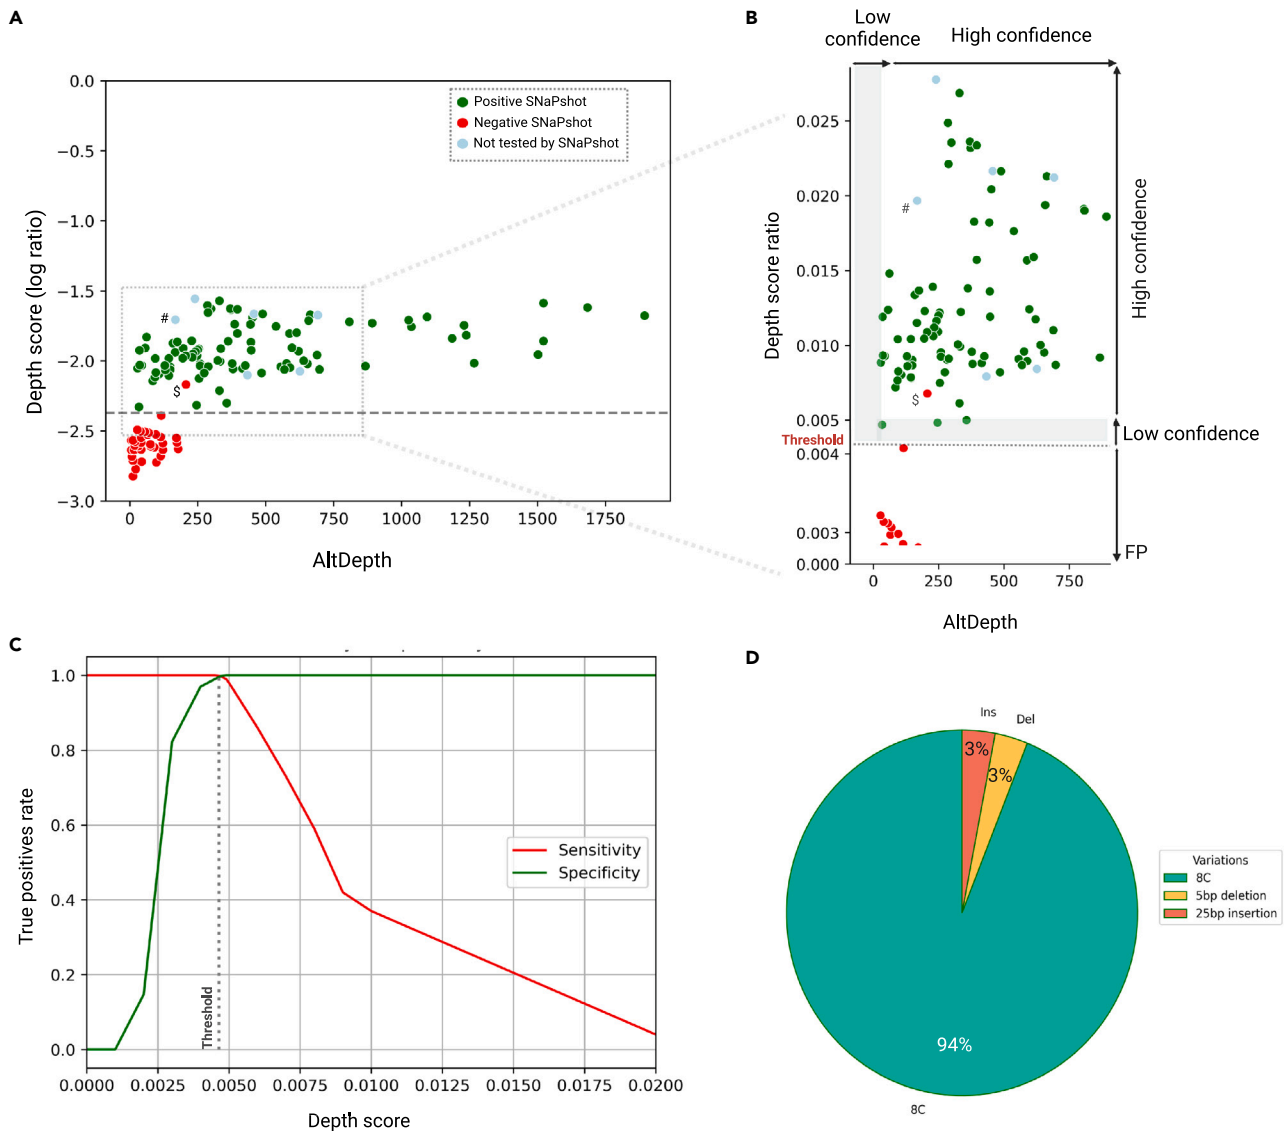 A
0.0
−0.5
−1.0
−1.5
−2.0
−2.5
−3.0
Depth score (log ratio)
Positive SNaPshot
Negative SNaPshot
Not tested by SNaPshot
#
$
0
250
500
750
1000
1250
1500
1750
AltDepth
B
Low
confidence
High confidence
0.025
0.020
0.015
0.010
0.005
Threshold
0.004
0.003
0.000
Depth score ratio
#
$
High confidence
Low confidence
FP
0
250
500
750
AltDepth
C
1.0
0.8
0.6
0.4
0.2
0.0
True positives rate
Sensitivity
Specificity
Threshold
0.0000
0.0025
0.0050
0.0075
0.0100
0.0125
0.0150
0.0175
0.0200
Depth score
D
Ins
Del
3%
3%
94%
8C
Variations
8C
5bp deletion
25bp insertion